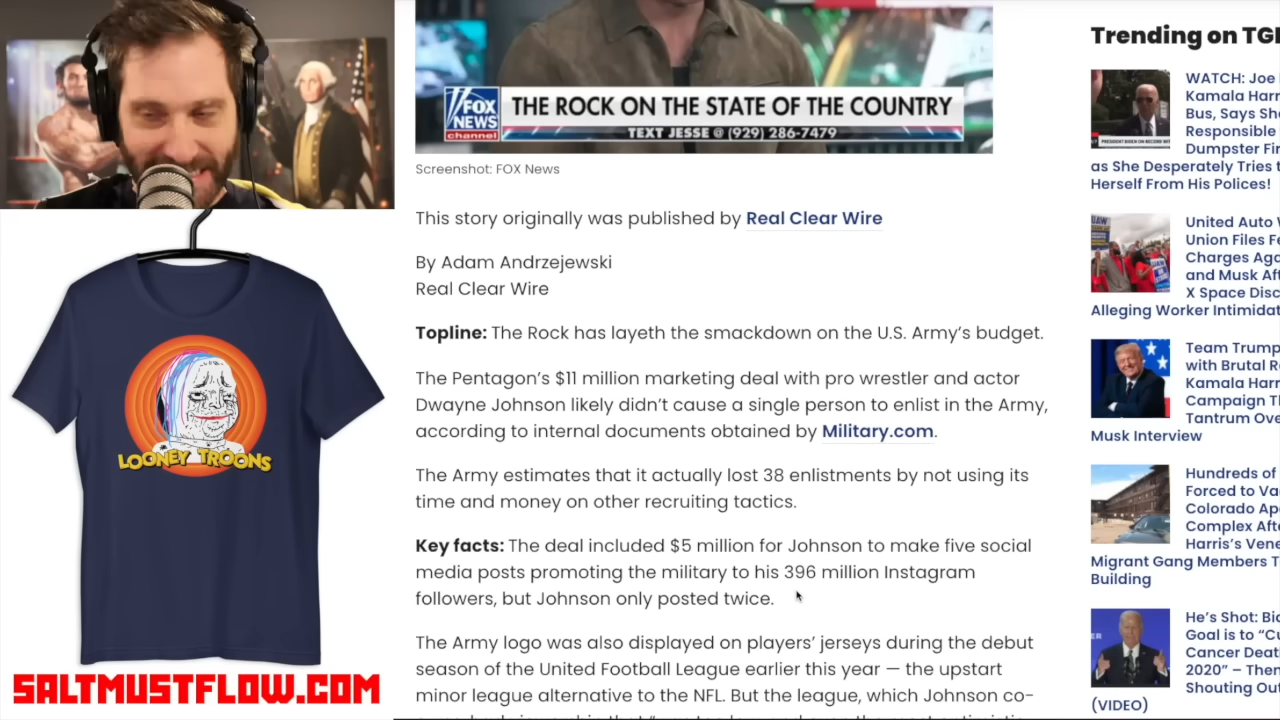 FOX
NEWS
channel
THE ROCK ON THE STATE OF THE COUNTRY
TEXT JESSE @ (929) 286-7479
Screenshot: FOX News
This story originally was published by Real Clear Wire
By Adam Andrzejewski
Real Clear Wire
Topline: The Rock has layeth the smackdown on the U.S. Army’s budget.
The Pentagon’s $11 million marketing deal with pro wrestler and actor
Dwayne Johnson likely didn’t cause a single person to enlist in the Army,
according to internal documents obtained by Military.com.
The Army estimates that it actually lost 38 enlistments by not using its
time and money on other recruiting tactics.
Key facts: The deal included $5 million for Johnson to make five social
media posts promoting the military to his 396 million Instagram
followers, but Johnson only posted twice.
The Army logo was also displayed on players’ jerseys during the debut
season of the United Football League earlier this year — the upstart
minor league alternative to the NFL. But the league, which Johnson co-
Trending on TG
WATCH: Joe
Kamala Harr
Bus, Says Sh
Responsible
Dumpster Fir
as She Desperately Tries t
Herself From His Polices!
United Auto
Union Files F
Charges Aga
and Musk Aft
X Space Disc
Alleging Worker Intimidat
Team Trump
with Brutal R
Kamala Harr
Campaign Th
Tantrum Ove
Musk Interview
Hundreds of
Forced to Va
Colorado Ap
Complex Afte
Harris's Vene
Migrant Gang Members T
Building
He’s Shot: Bid
Goal is to “Cu
Cancer Deat
2020” – Then
Shouting Out
(VIDEO)
LOONEY TROONS
SALTMUSTFLOW.COM